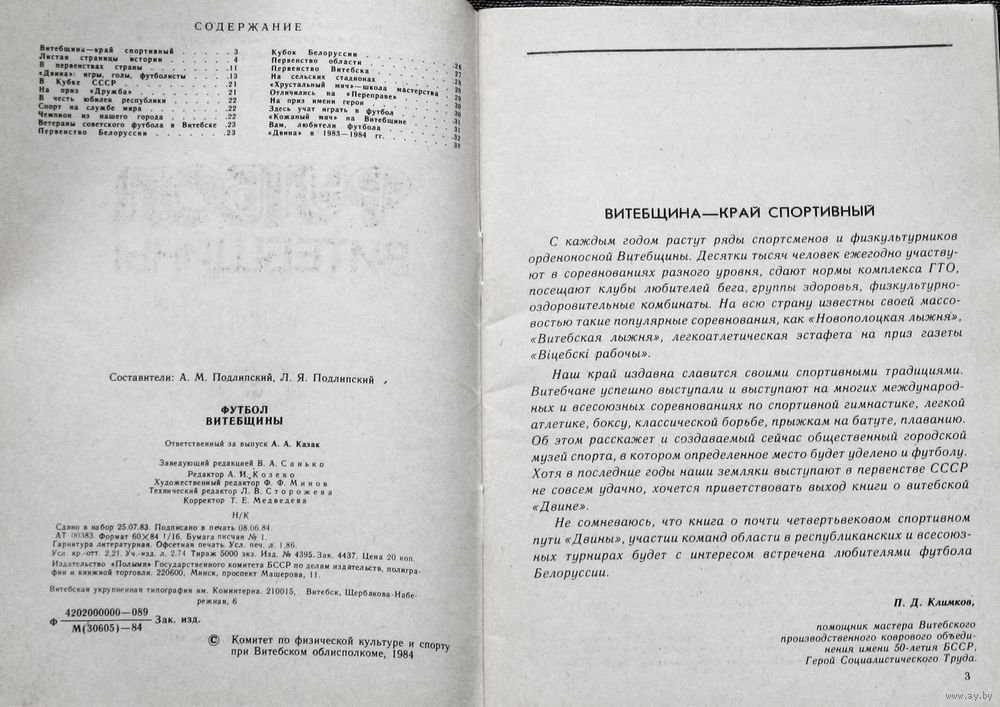 СОДЕРЖАНИЕ
Витебщина—край спортивный . . . . . 3
Листая страницы истории . . . . . 4
В первенствах страны . . . . . 11
«Двина»: игры, голы, футболисты . . . . 13
В Кубке СССР . . . . . 21
На приз «Дружба» . . . . . 21
В честь юбилея республики . . . . . 22
Спорт на службе мира . . . . . 22
Чемпион из нашего города . . . . . 22
Ветераны советского футбола в Витебске . 23
Первенство Белоруссии . . . . . 23
Кубок Белоруссии . . . . . 26
Первенство области . . . . . 27
Первенство Витебска . . . . . 28
На сельских стадионах . . . . . 28
«Хрустальный мяч»—школа мастерства . 29
Отличились на «Переправе» . . . . . 30
На приз имени героя . . . . . 30
Здесь учат играть в футбол . . . . . 31
«Кожаный мяч» на Витебщине . . . . . 31
Вам, любители футбола . . . . . 32
«Двина» в 1983—1984 гг. . . . . . 32
Составители: А. М. Подлипский, Л. Я. Подлипский
ФУТБОЛ
ВИТЕБЩИНЫ
Ответственный за выпуск А. А. Казак
Заведующий редакцией В. А. Санько
Редактор А. И. Козеко
Художественный редактор Ф. Ф. Минов
Технический редактор Л. В. Сторожева
Корректор Т. Е. Медведева
Н/К
Сдано в набор 25.07.83. Подписано в печать 08.06.84.
АТ 00383. Формат 60×84 1/16. Бумага писчая № 1.
Гарнитура литературная. Офсетная печать. Усл. печ. л. 1,86.
Усл. кр.-отт. 2,21. Уч.-изд. л. 2,74. Тираж 5000 экз. Изд. № 4395. Зак. 4437. Цена 20 коп.
Издательство «Полымя» Государственного комитета БССР по делам издательств, полигра-
фии и книжной торговли. 220600, Минск, проспект Машерова, 11.
Витебская укрупненная типография им. Коминтерна. 210015, Витебск, Щербакова-Набе-
режная, 6
Ф 4202000000—089
М(30605)—84 Зак. изд.
© Комитет по физической культуре и спорту
при Витебском облисполкоме, 1984
ВИТЕБЩИНА—КРАЙ СПОРТИВНЫЙ
С каждым годом растут ряды спортсменов и физкультурников
орденоносной Витебщины. Десятки тысяч человек ежегодно участву-
ют в соревнованиях разного уровня, сдают нормы комплекса ГТО,
посещают клубы любителей бега, группы здоровья, физкультурно-
оздоровительные комбинаты. На всю страну известны своей массо-
востью такие популярные соревнования, как «Новополоцкая лыжня»,
«Витебская лыжня», легкоатлетическая эстафета на приз газеты
«Віцебскі рабочы».
Наш край издавна славится своими спортивными традициями.
Витебчане успешно выступали и выступают на многих международ-
ных и всесоюзных соревнованиях по спортивной гимнастике, легкой
атлетике, боксу, классической борьбе, прыжкам на батуте, плаванию.
Об этом расскажет и создаваемый сейчас общественный городской
музей спорта, в котором определенное место будет уделено и футболу.
Хотя в последние годы наши земляки выступают в первенстве СССР
не совсем удачно, хочется приветствовать выход книги о витебской
«Двине».
Не сомневаюсь, что книга о почти четвертьвековом спортивном
пути «Двины», участии команд области в республиканских и всесоюз-
ных турнирах будет с интересом встречена любителями футбола
Белоруссии.
П. Д. Климков,
помощник мастера Витебского
производственного коврового объеди-
нения имени 50-летия БССР,
Герой Социалистического Труда.
3
www.ay.by